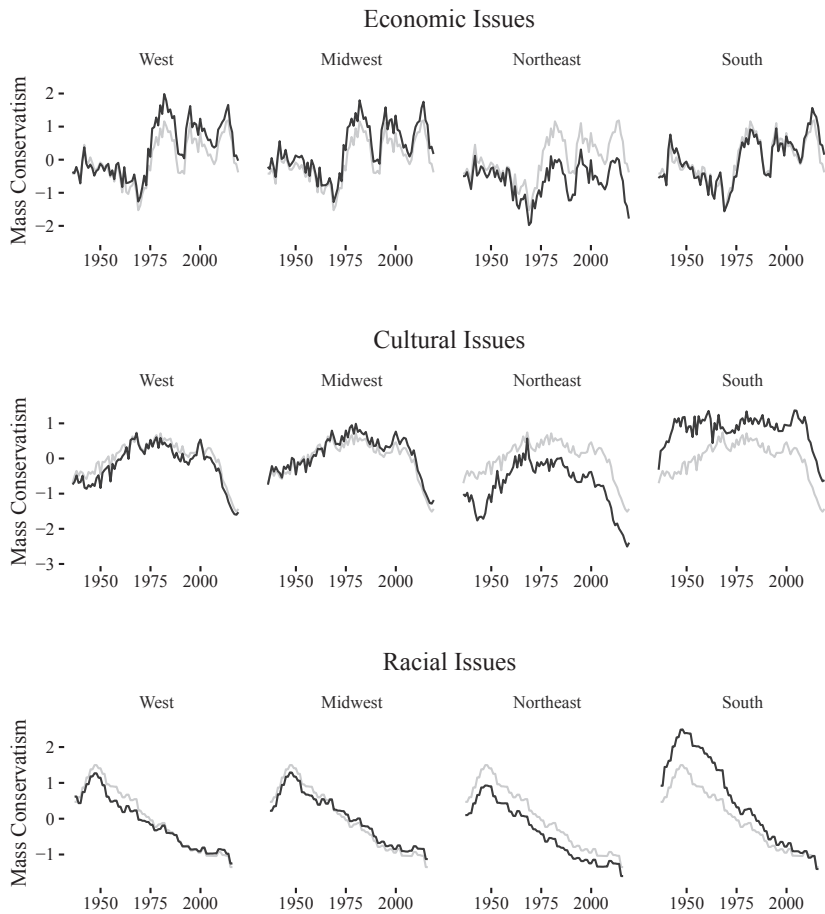 Economic Issues
West Midwest Northeast South
Mass Conservatism
2
1
0
−1
−2
1950 1975 2000 1950 1975 2000 1950 1975 2000 1950 1975 2000
Cultural Issues
West Midwest Northeast South
Mass Conservatism
1
0
−1
−2
−3
1950 1975 2000 1950 1975 2000 1950 1975 2000 1950 1975 2000
Racial Issues
West Midwest Northeast South
Mass Conservatism
2
1
0
−1
1950 1975 2000 1950 1975 2000 1950 1975 2000 1950 1975 2000